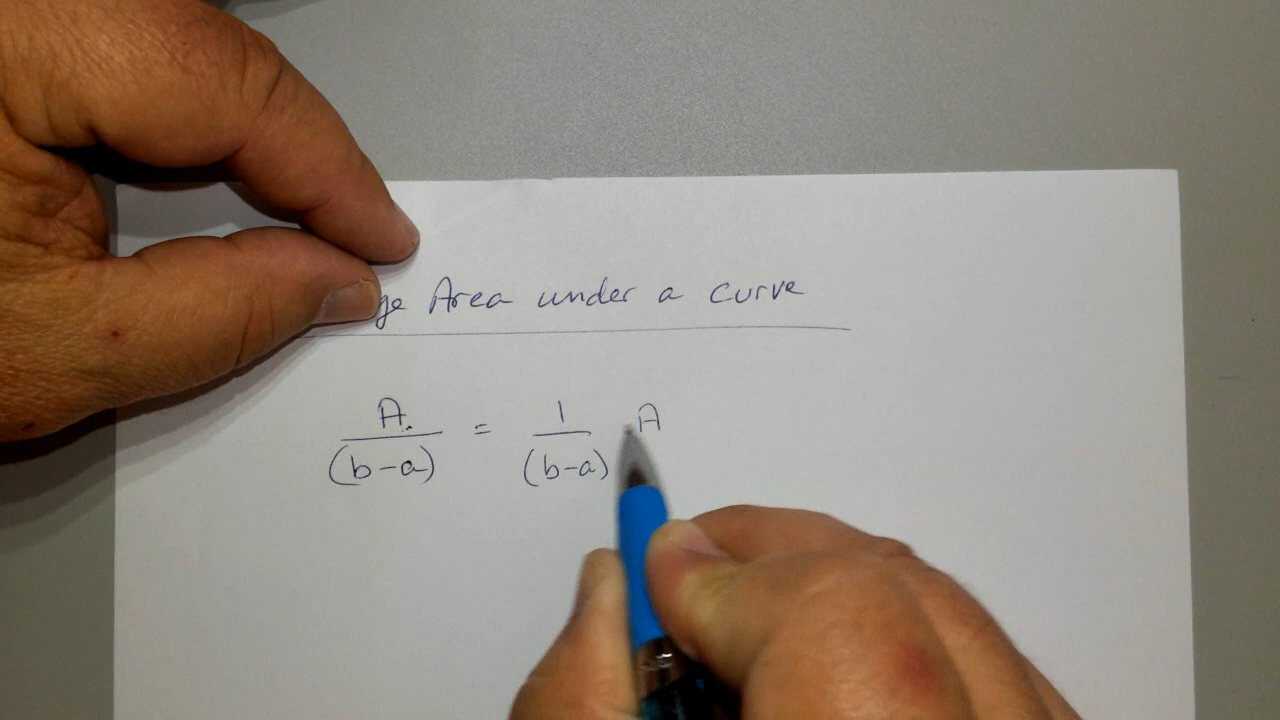 ge Area under a curve
A. / (b-a) = 1 / (b-a) . A